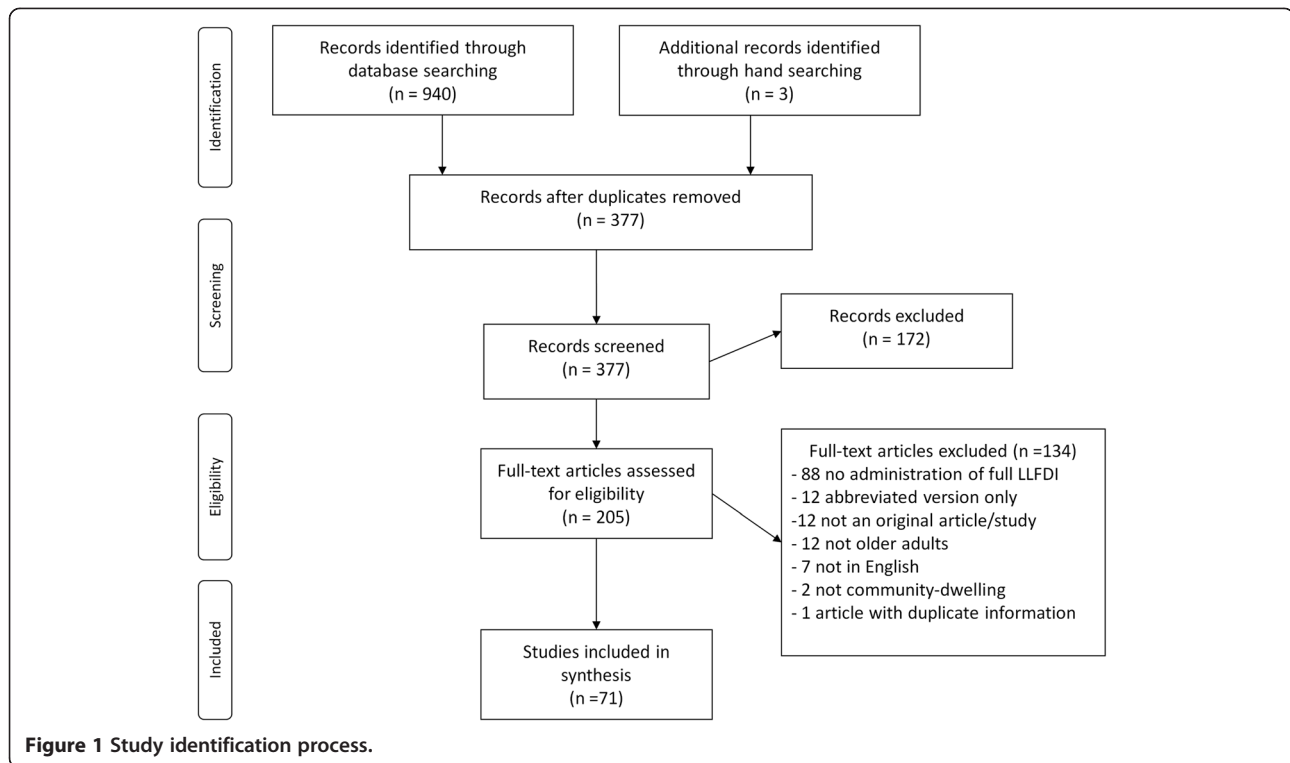 Identification
Records identified through
database searching
(n = 940)
Additional records identified
through hand searching
(n = 3)
Records after duplicates removed
(n = 377)
Screening
Records screened
(n = 377)
Records excluded
(n = 172)
Eligibility
Full-text articles assessed
for eligibility
(n = 205)
Full-text articles excluded (n =134)
- 88 no administration of full LLFDI
- 12 abbreviated version only
-12 not an original article/study
- 12 not older adults
- 7 not in English
- 2 not community-dwelling
- 1 article with duplicate information
Included
Studies included in
synthesis
(n =71)
Figure 1 Study identification process.